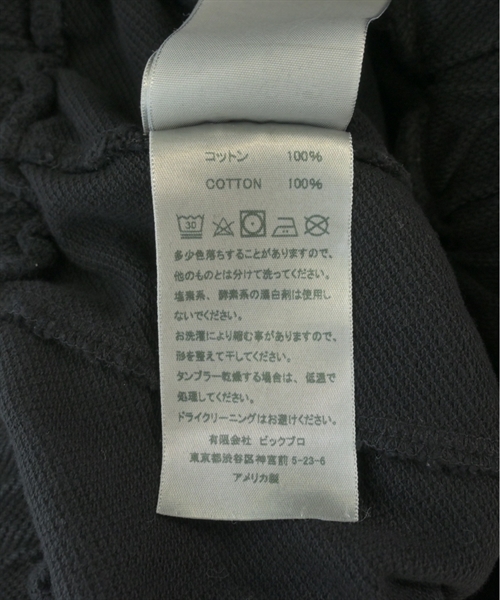 コットン 100%
COTTON 100%
30
多少色落ちすることがありますので、
他のものとは分けて洗ってください。
塩素系、酵素系の漂白剤は使用し
ないでください。
お洗濯により縮む事がありますので、
形を整えて干してください。
タンブラー乾燥する場合は、低温で
処理してください。
ドライクリーニングはお避けください。
有限会社 ビックブロ
東京都渋谷区神宮前 5-23-6
アメリカ製